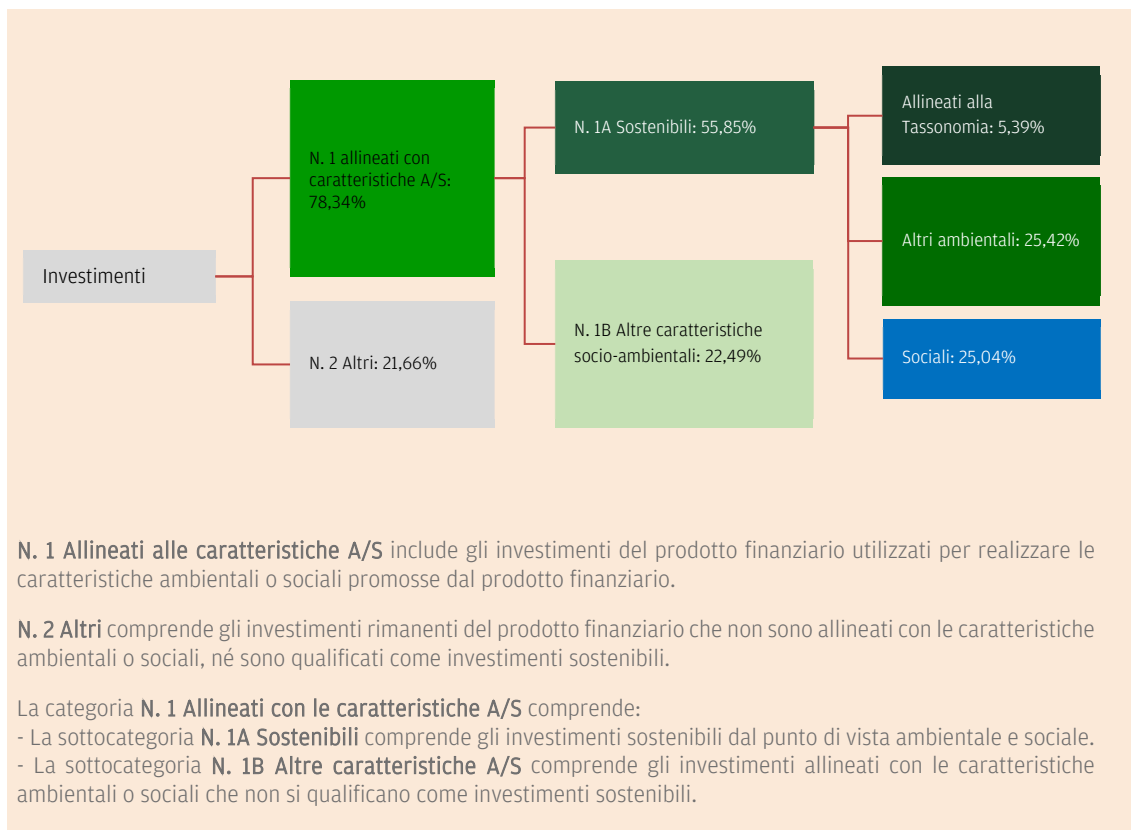 Investimenti
N. 1 allineati con
caratteristiche A/S:
78,34%
N. 2 Altri: 21,66%
N. 1A Sostenibili: 55,85%
N. 1B Altre caratteristiche
socio-ambientali: 22,49%
Allineati alla
Tassonomia: 5,39%
Altri ambientali: 25,42%
Sociali: 25,04%
N. 1 Allineati alle caratteristiche A/S include gli investimenti del prodotto finanziario utilizzati per realizzare le
caratteristiche ambientali o sociali promosse dal prodotto finanziario.
N. 2 Altri comprende gli investimenti rimanenti del prodotto finanziario che non sono allineati con le caratteristiche
ambientali o sociali, né sono qualificati come investimenti sostenibili.
La categoria N. 1 Allineati con le caratteristiche A/S comprende:
- La sottocategoria N. 1A Sostenibili comprende gli investimenti sostenibili dal punto di vista ambientale e sociale.
- La sottocategoria N. 1B Altre caratteristiche A/S comprende gli investimenti allineati con le caratteristiche
ambientali o sociali che non si qualificano come investimenti sostenibili.